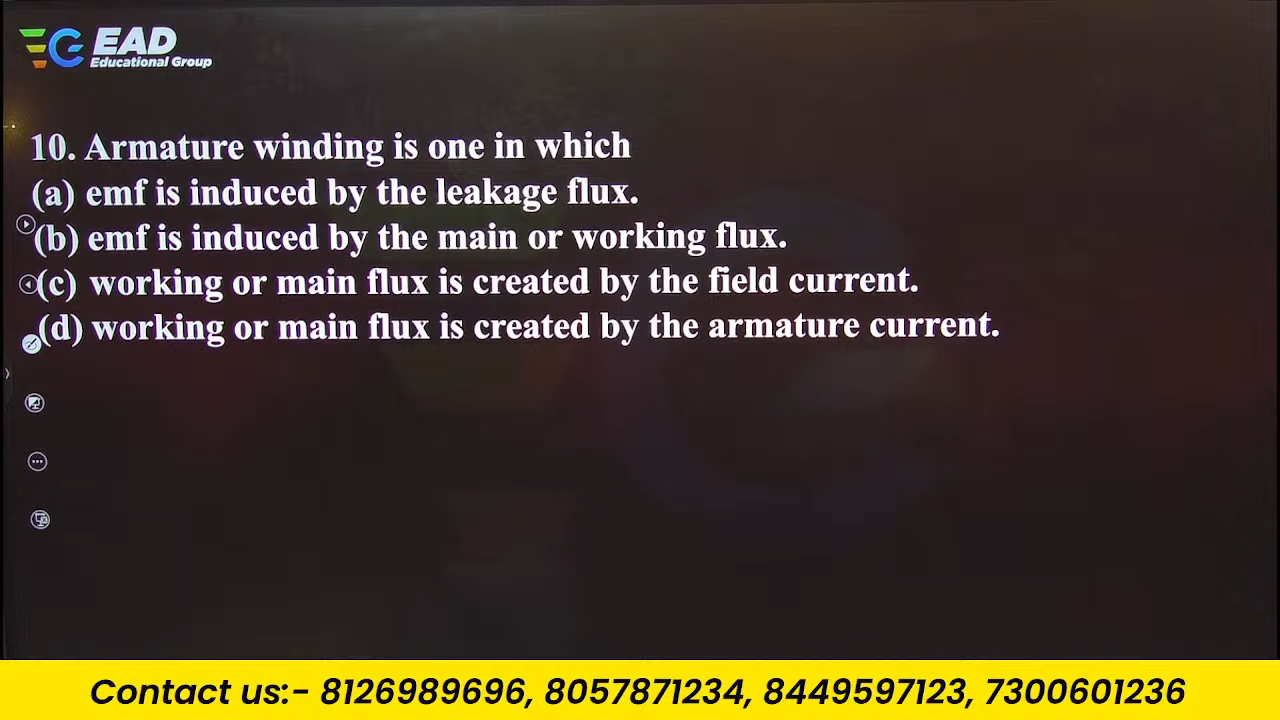 EAD
Educational Group
10. Armature winding is one in which
(a) emf is induced by the leakage flux.
(b) emf is induced by the main or working flux.
(c) working or main flux is created by the field current.
(d) working or main flux is created by the armature current.
Contact us:- 8126989696, 8057871234, 8449597123, 7300601236